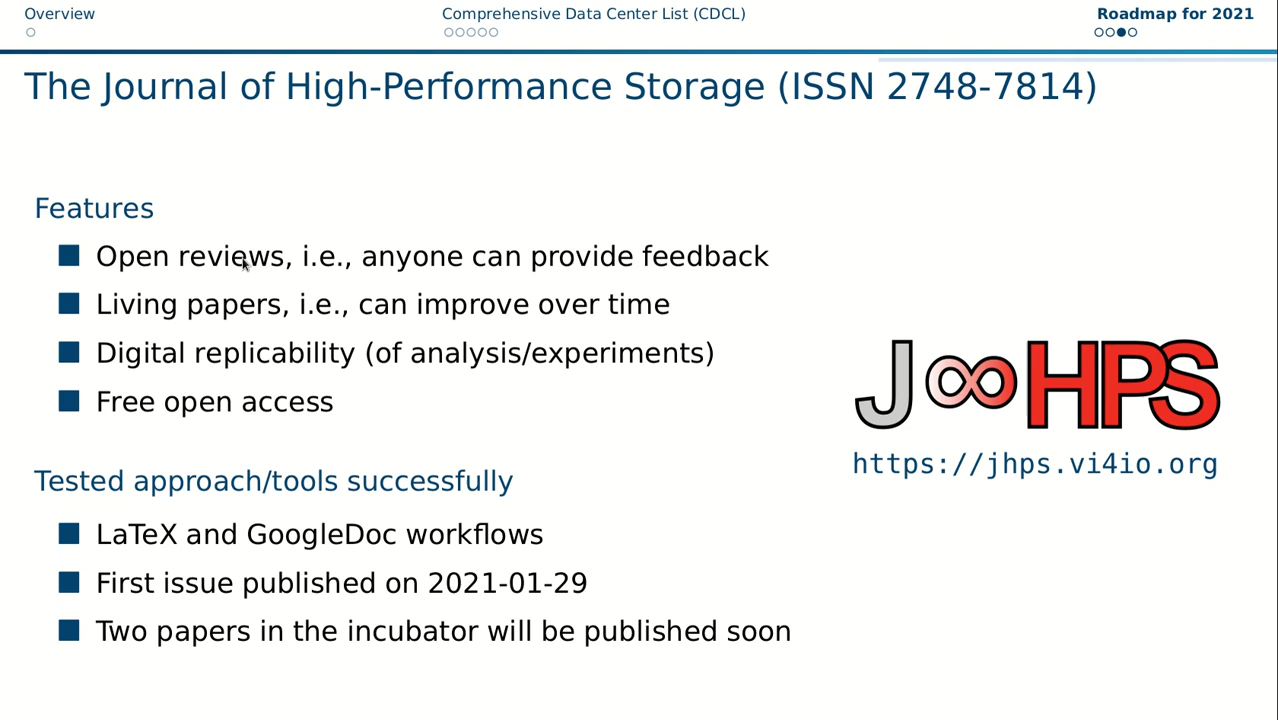 Overview
Comprehensive Data Center List (CDCL)
Roadmap for 2021
The Journal of High-Performance Storage (ISSN 2748-7814)
Features
Open reviews, i.e., anyone can provide feedback
Living papers, i.e., can improve over time
Digital replicability (of analysis/experiments)
Free open access
J∞HPS
https://jhps.vi4io.org
Tested approach/tools successfully
LaTeX and GoogleDoc workflows
First issue published on 2021-01-29
Two papers in the incubator will be published soon